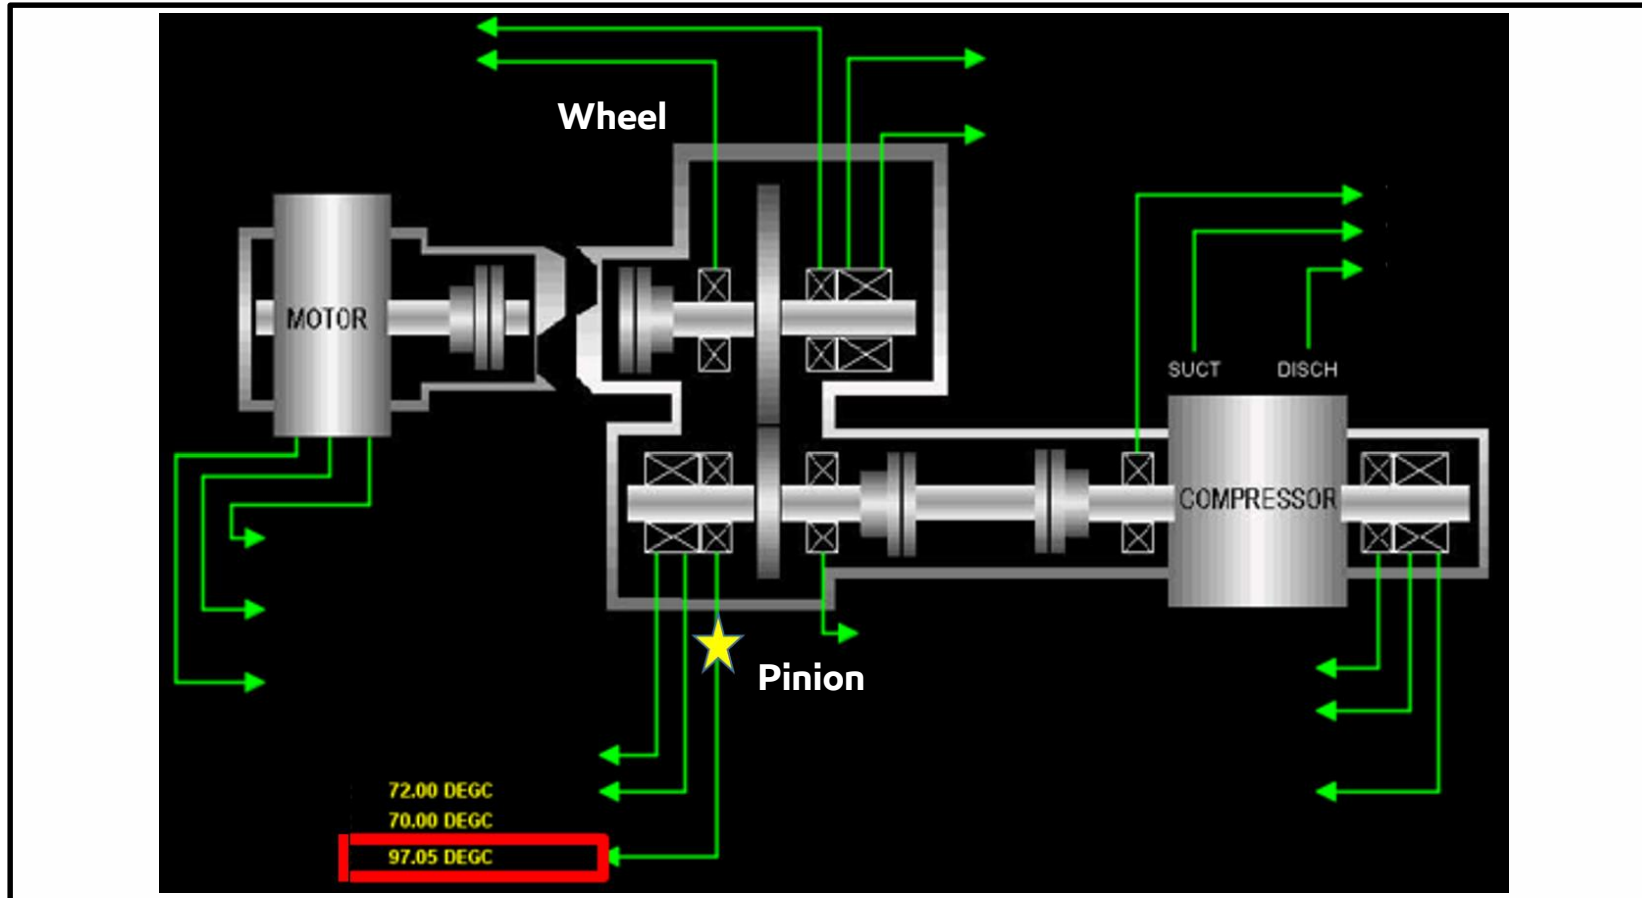 Wheel
MOTOR
SUCT DISCH
COMPRESSOR
Pinion
72.00 DEGC
70.00 DEGC
97.05 DEGC